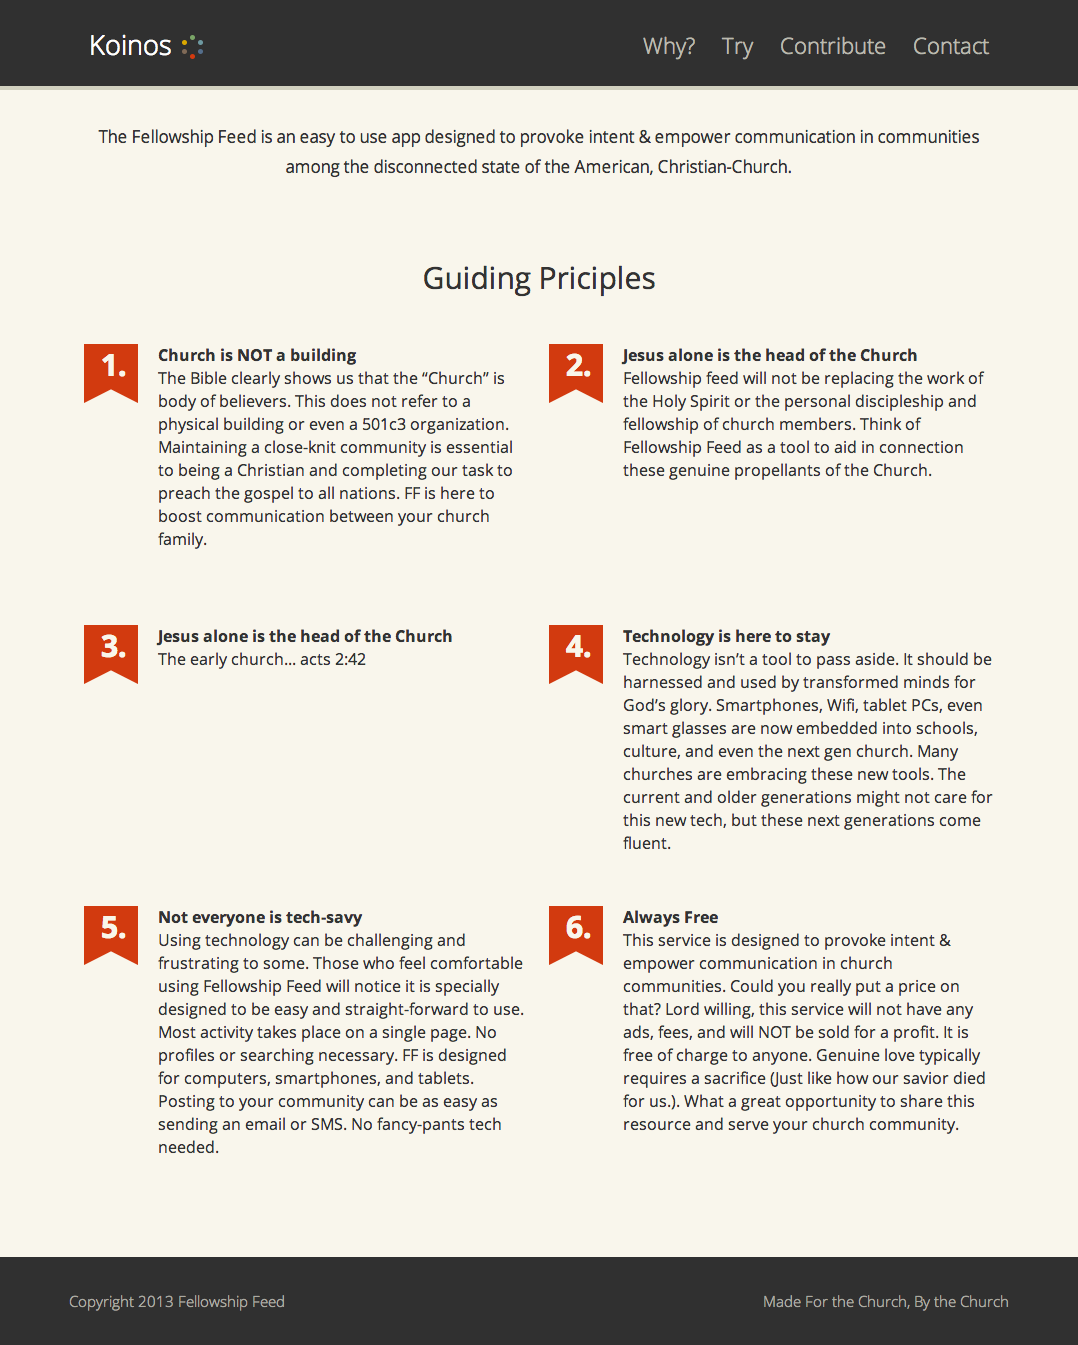 Koinos
Why? Try Contribute Contact
The Fellowship Feed is an easy to use app designed to provoke intent & empower communication in communities
among the disconnected state of the American, Christian-Church.
Guiding Priciples
1.
Church is NOT a building
The Bible clearly shows us that the “Church” is
body of believers. This does not refer to a
physical building or even a 501c3 organization.
Maintaining a close-knit community is essential
to being a Christian and completing our task to
preach the gospel to all nations. FF is here to
boost communication between your church
family.
2.
Jesus alone is the head of the Church
Fellowship feed will not be replacing the work of
the Holy Spirit or the personal discipleship and
fellowship of church members. Think of
Fellowship Feed as a tool to aid in connection
these genuine propellants of the Church.
3.
Jesus alone is the head of the Church
The early church... acts 2:42
4.
Technology is here to stay
Technology isn’t a tool to pass aside. It should be
harnessed and used by transformed minds for
God’s glory. Smartphones, Wifi, tablet PCs, even
smart glasses are now embedded into schools,
culture, and even the next gen church. Many
churches are embracing these new tools. The
current and older generations might not care for
this new tech, but these next generations come
fluent.
5.
Not everyone is tech-savy
Using technology can be challenging and
frustrating to some. Those who feel comfortable
using Fellowship Feed will notice it is specially
designed to be easy and straight-forward to use.
Most activity takes place on a single page. No
profiles or searching necessary. FF is designed
for computers, smartphones, and tablets.
Posting to your community can be as easy as
sending an email or SMS. No fancy-pants tech
needed.
6.
Always Free
This service is designed to provoke intent &
empower communication in church
communities. Could you really put a price on
that? Lord willing, this service will not have any
ads, fees, and will NOT be sold for a profit. It is
free of charge to anyone. Genuine love typically
requires a sacrifice (Just like how our savior died
for us.). What a great opportunity to share this
resource and serve your church community.
Copyright 2013 Fellowship Feed
Made For the Church, By the Church